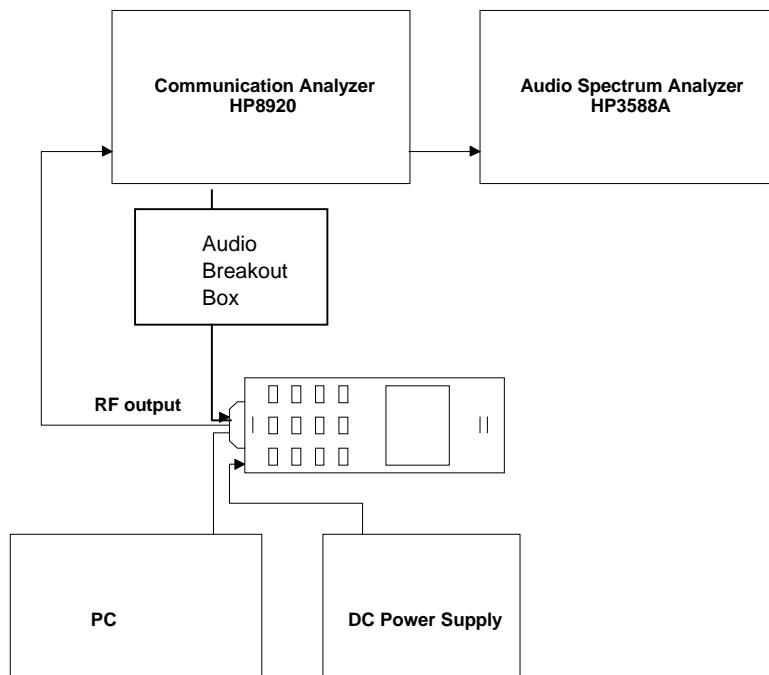 Communication Analyzer
HP8920
Audio Spectrum Analyzer
HP3588A
Audio
Breakout
Box
RF output
PC
DC Power Supply